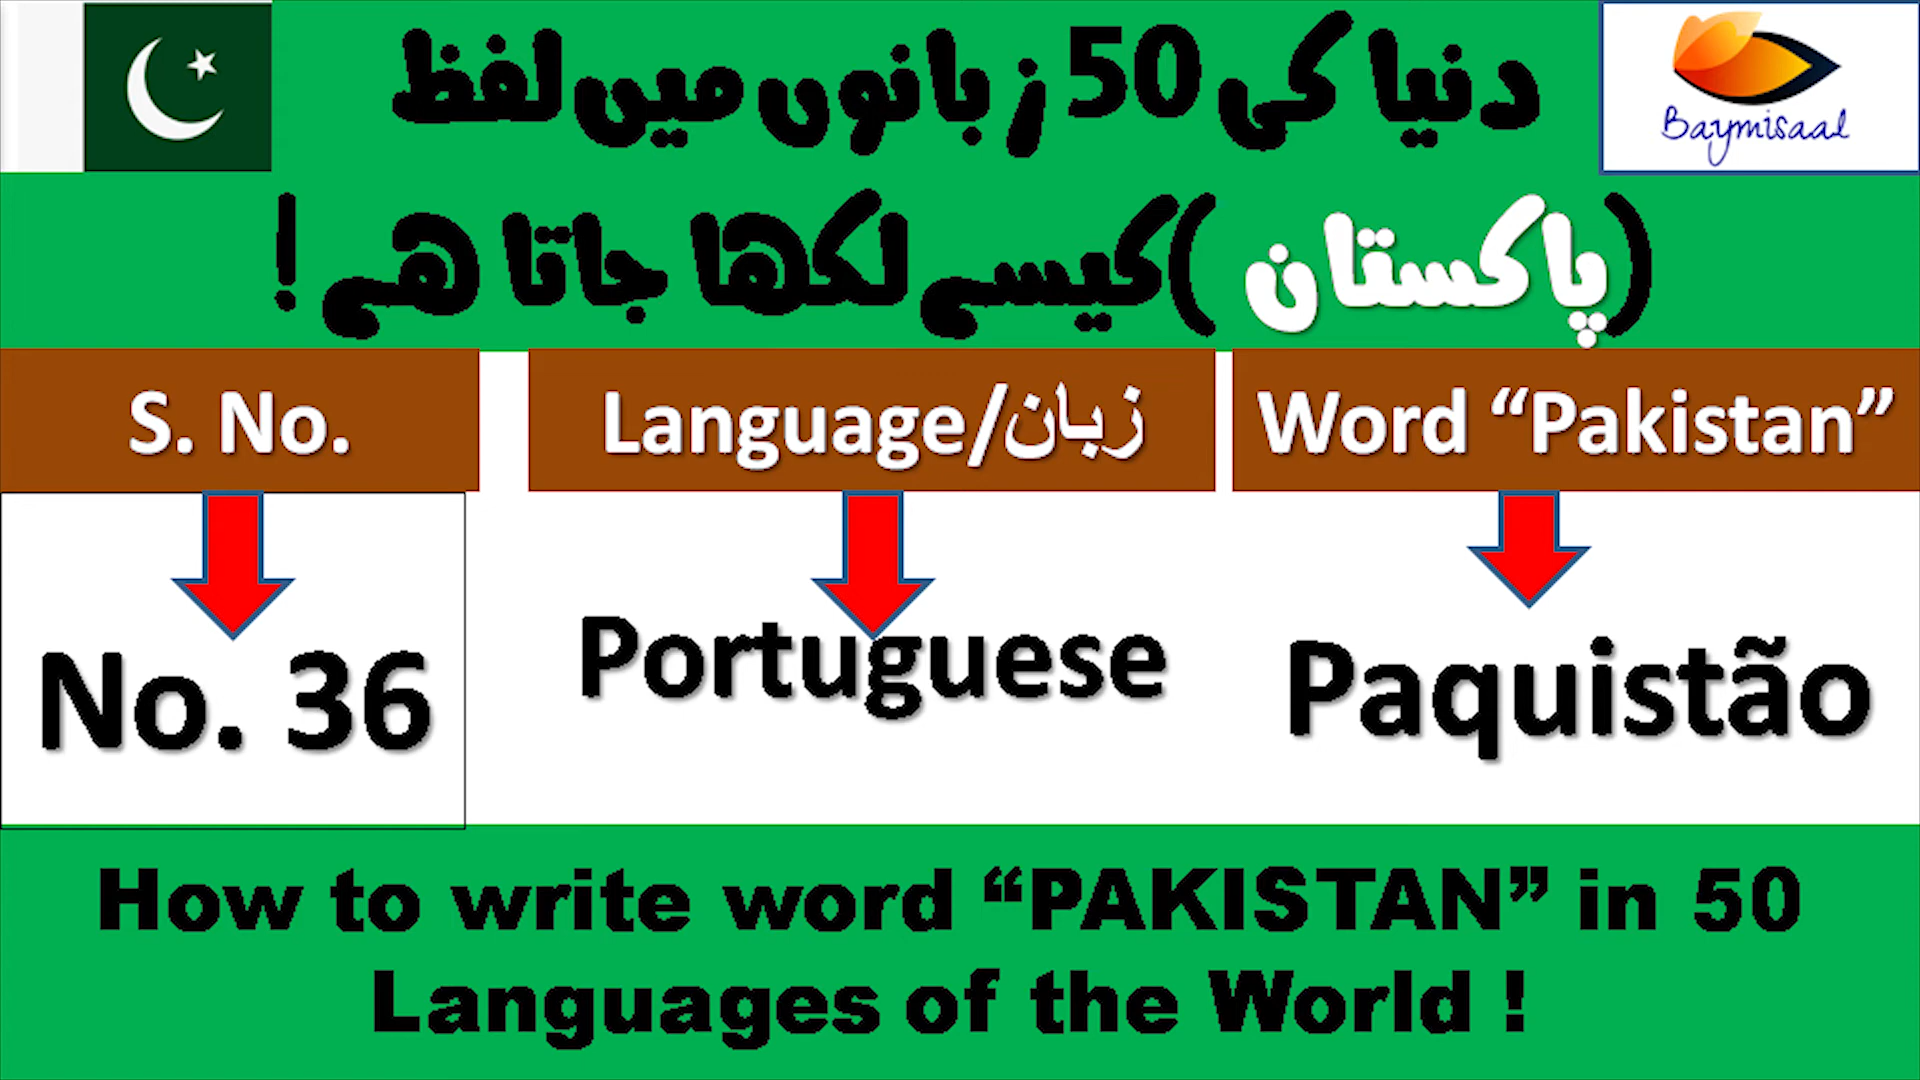 دنیا کی 50 زبانوں میں لفظ
Baymisaal
(پاکستان )کیسے لکھا جاتا ھے !
S. No.
Language/زبان
Word “Pakistan”
No. 36
Portuguese
Paquistão
How to write word “PAKISTAN” in 50
Languages of the World !